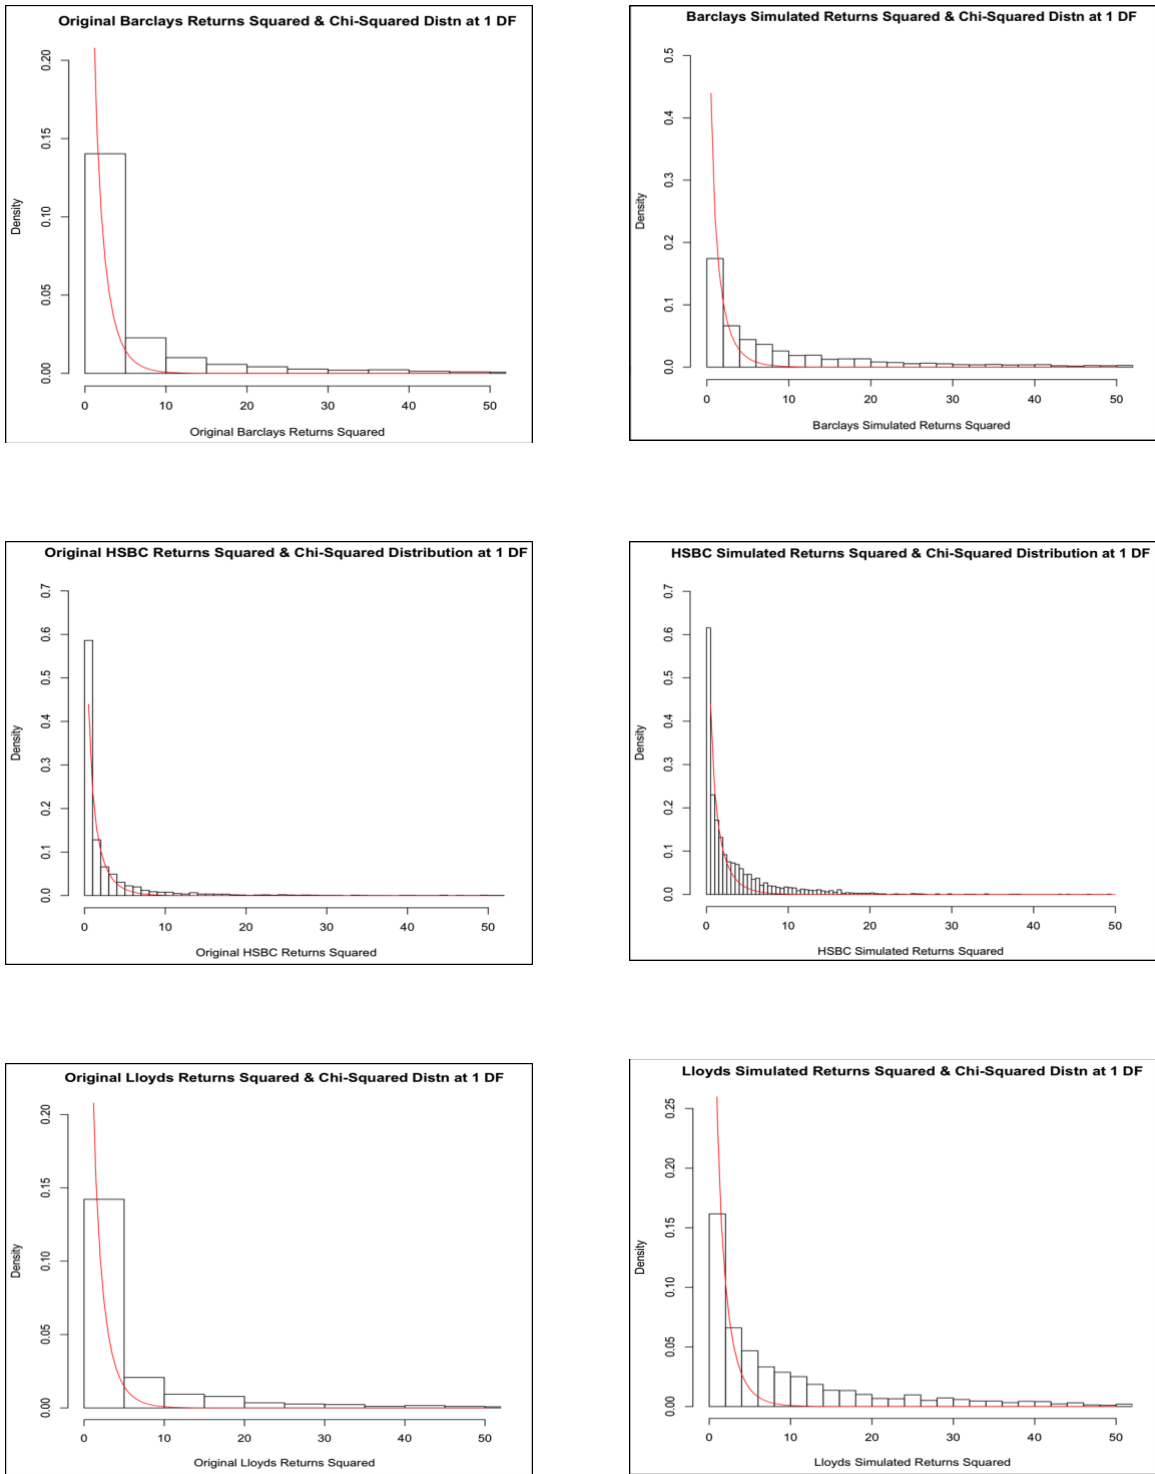 Original Barclays Returns Squared & Chi-Squared Distn at 1 DF
Density
0.00 0.05 0.10 0.15 0.20
0 10 20 30 40 50
Original Barclays Returns Squared
Barclays Simulated Returns Squared & Chi-Squared Distn at 1 DF
Density
0.0 0.1 0.2 0.3 0.4 0.5
0 10 20 30 40 50
Barclays Simulated Returns Squared
Original HSBC Returns Squared & Chi-Squared Distribution at 1 DF
Density
0.0 0.1 0.2 0.3 0.4 0.5 0.6 0.7
0 10 20 30 40 50
Original HSBC Returns Squared
HSBC Simulated Returns Squared & Chi-Squared Distribution at 1 DF
Density
0.0 0.1 0.2 0.3 0.4 0.5 0.6 0.7
0 10 20 30 40 50
HSBC Simulated Returns Squared
Original Lloyds Returns Squared & Chi-Squared Distn at 1 DF
Density
0.00 0.05 0.10 0.15 0.20
0 10 20 30 40 50
Original Lloyds Returns Squared
Lloyds Simulated Returns Squared & Chi-Squared Distn at 1 DF
Density
0.00 0.05 0.10 0.15 0.20 0.25
0 10 20 30 40 50
Lloyds Simulated Returns Squared